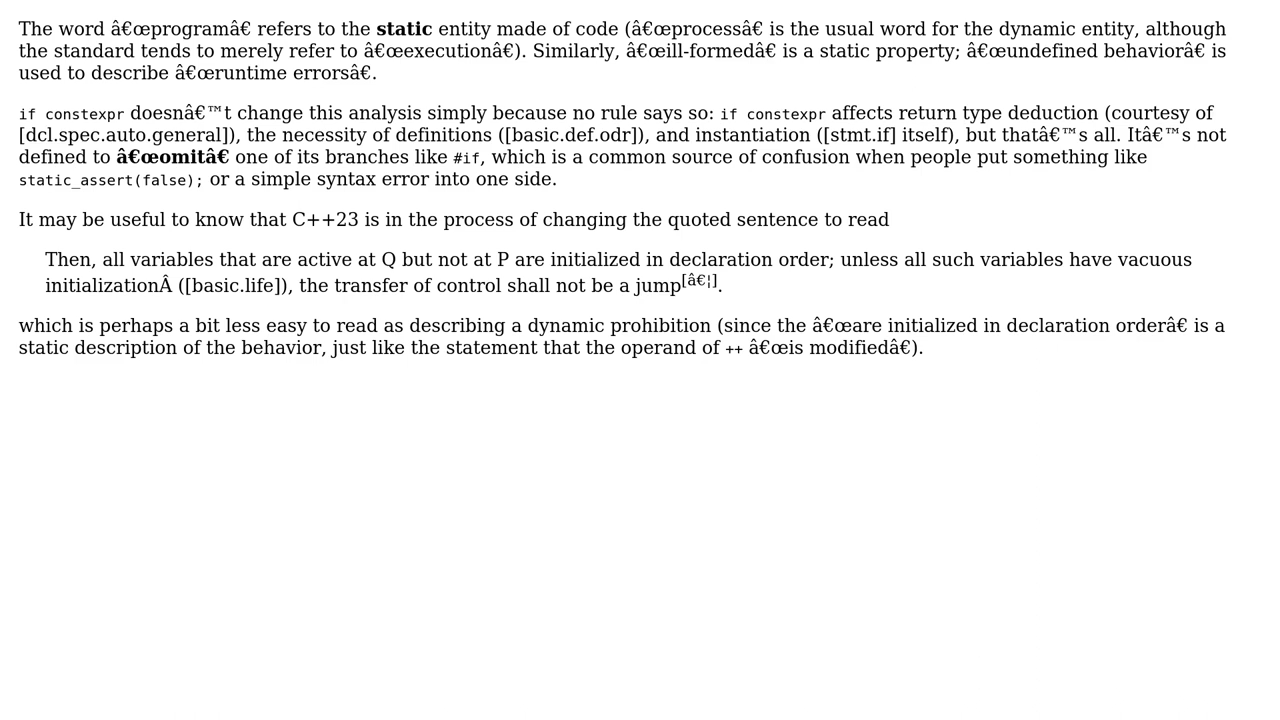 The word â€œprogramâ€ refers to the static entity made of code (â€œprocessâ€ is the usual word for the dynamic entity, although
the standard tends to merely refer to â€œexecutionâ€). Similarly, â€œill-formedâ€ is a static property; â€œundefined behaviorâ€ is
used to describe â€œruntime errorsâ€.
if constexpr doesnâ€™t change this analysis simply because no rule says so: if constexpr affects return type deduction (courtesy of
[dcl.spec.auto.general]), the necessity of definitions ([basic.def.odr]), and instantiation ([stmt.if] itself), but thatâ€™s all. Itâ€™s not
defined to â€œomitâ€ one of its branches like #if, which is a common source of confusion when people put something like
static_assert(false); or a simple syntax error into one side.
It may be useful to know that C++23 is in the process of changing the quoted sentence to read
Then, all variables that are active at Q but not at P are initialized in declaration order; unless all such variables have vacuous
initializationÂ ([basic.life]), the transfer of control shall not be a jump[â€¦].
which is perhaps a bit less easy to read as describing a dynamic prohibition (since the â€œare initialized in declaration orderâ€ is a
static description of the behavior, just like the statement that the operand of ++ â€œis modifiedâ€).